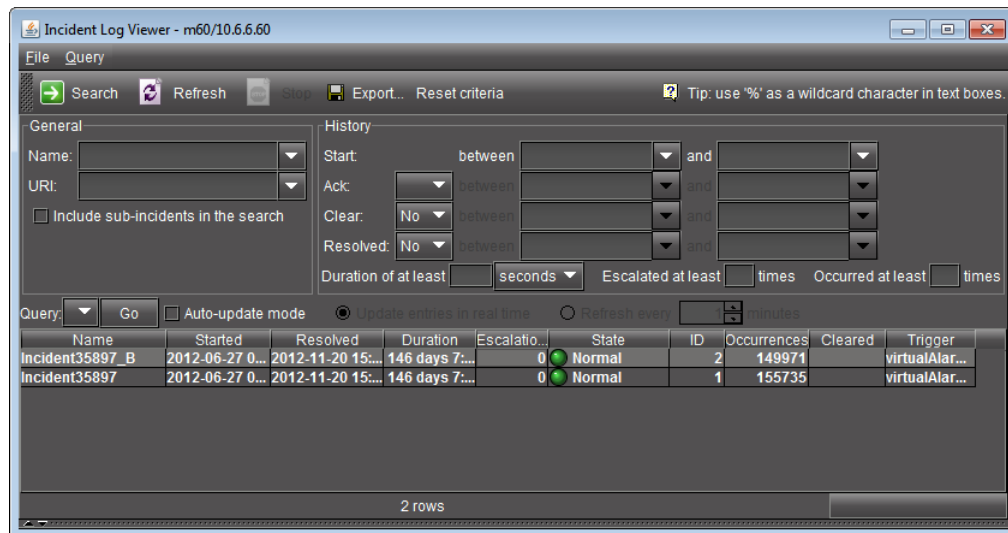 Incident Log Viewer - m60/10.6.6.60
File Query
Search Refresh Stop Export... Reset criteria Tip: use '%' as a wildcard character in text boxes.
General History
Name: Start: between and
URI: Ack: between and
Include sub-incidents in the search Clear: No between and
Resolved: No between and
Duration of at least seconds Escalated at least times Occurred at least times
Query: Go Auto-update mode Update entries in real time Refresh every 1 minutes
Name Started Resolved Duration Escalatio... State ID Occurrences Cleared Trigger
Incident35897_B 2012-06-27 0... 2012-11-20 15:... 146 days 7:... 0 Normal 2 149971 virtualAlar...
Incident35897 2012-06-27 0... 2012-11-20 15:... 146 days 7:... 0 Normal 1 155735 virtualAlar...
2 rows